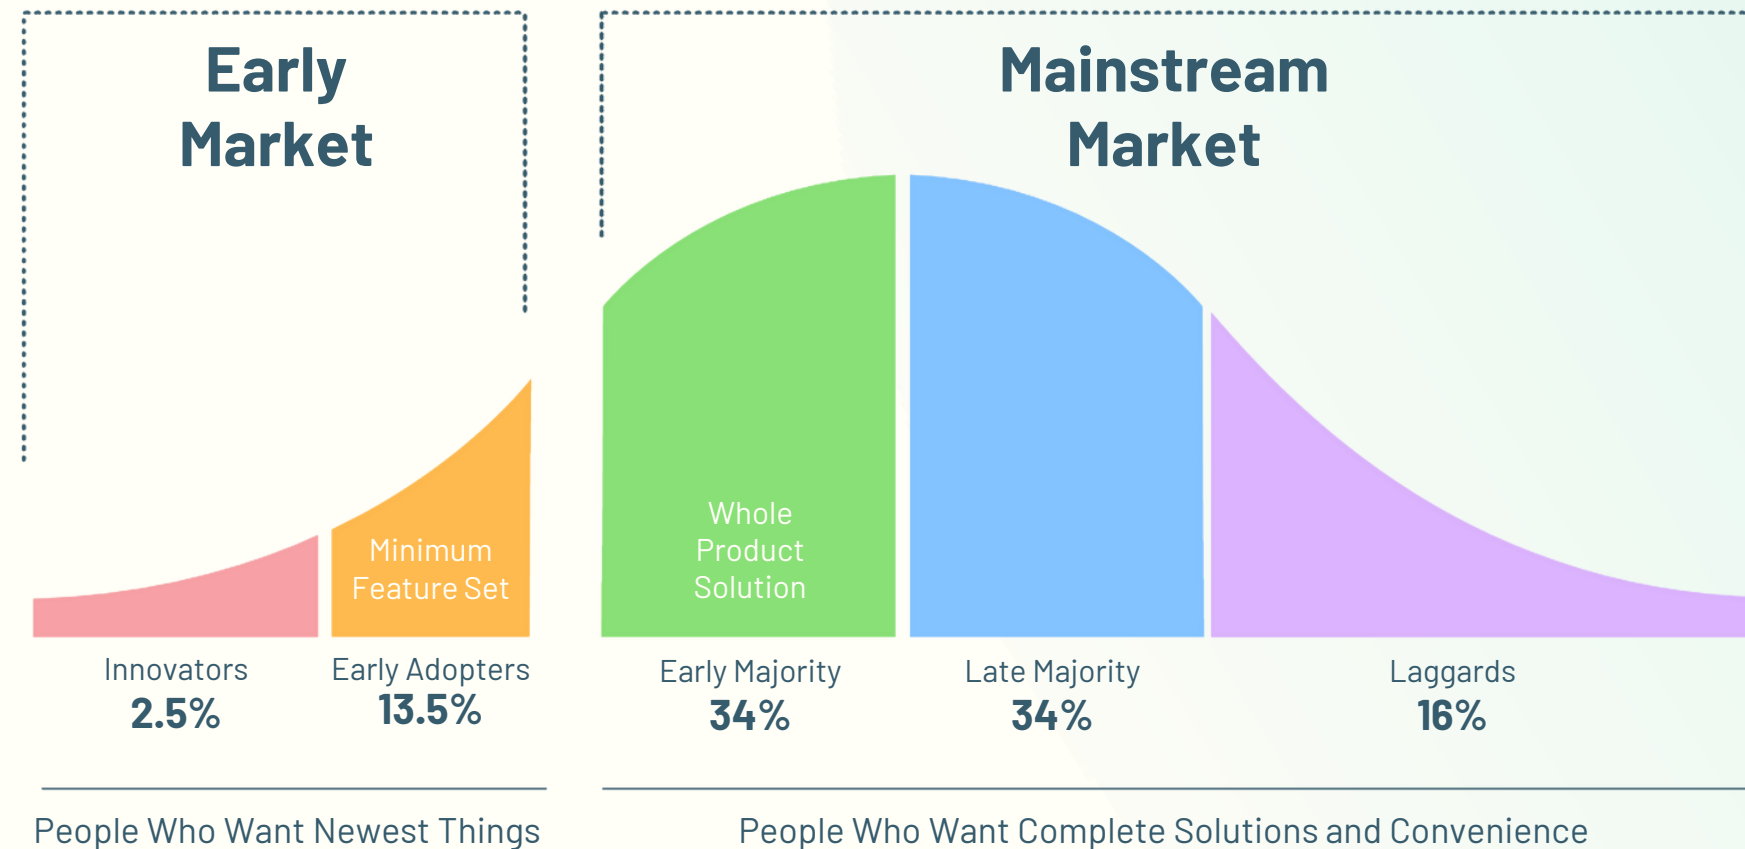 Early
Market
Mainstream
Market
Minimum
Feature Set
Whole
Product
Solution
Innovators
2.5%
Early Adopters
13.5%
Early Majority
34%
Late Majority
34%
Laggards
16%
People Who Want Newest Things
People Who Want Complete Solutions and Convenience